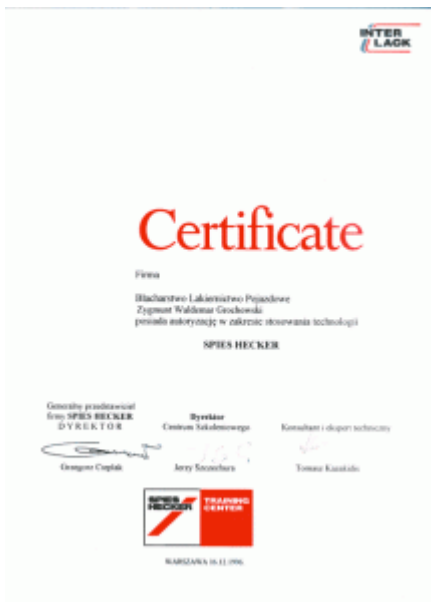 INTER
LACK
Certificate
Firma
Blacharstwo Lakiernictwo Pojazdowe
Zygmunt Waldemar Grochowski
posiada autoryzację w zakresie stosowania technologii
SPIES HECKER
Generalny przedstawiciel
firmy SPIES HECKER
DYREKTOR
Dyrektor
Centrum Szkoleniowego
Konsultant i ekspert techniczny
Grzegorz
Jerzy Szczechura
Tomasz
SPIES
HECKER
TRAINING
CENTER
WARSZAWA 16.12.1996.